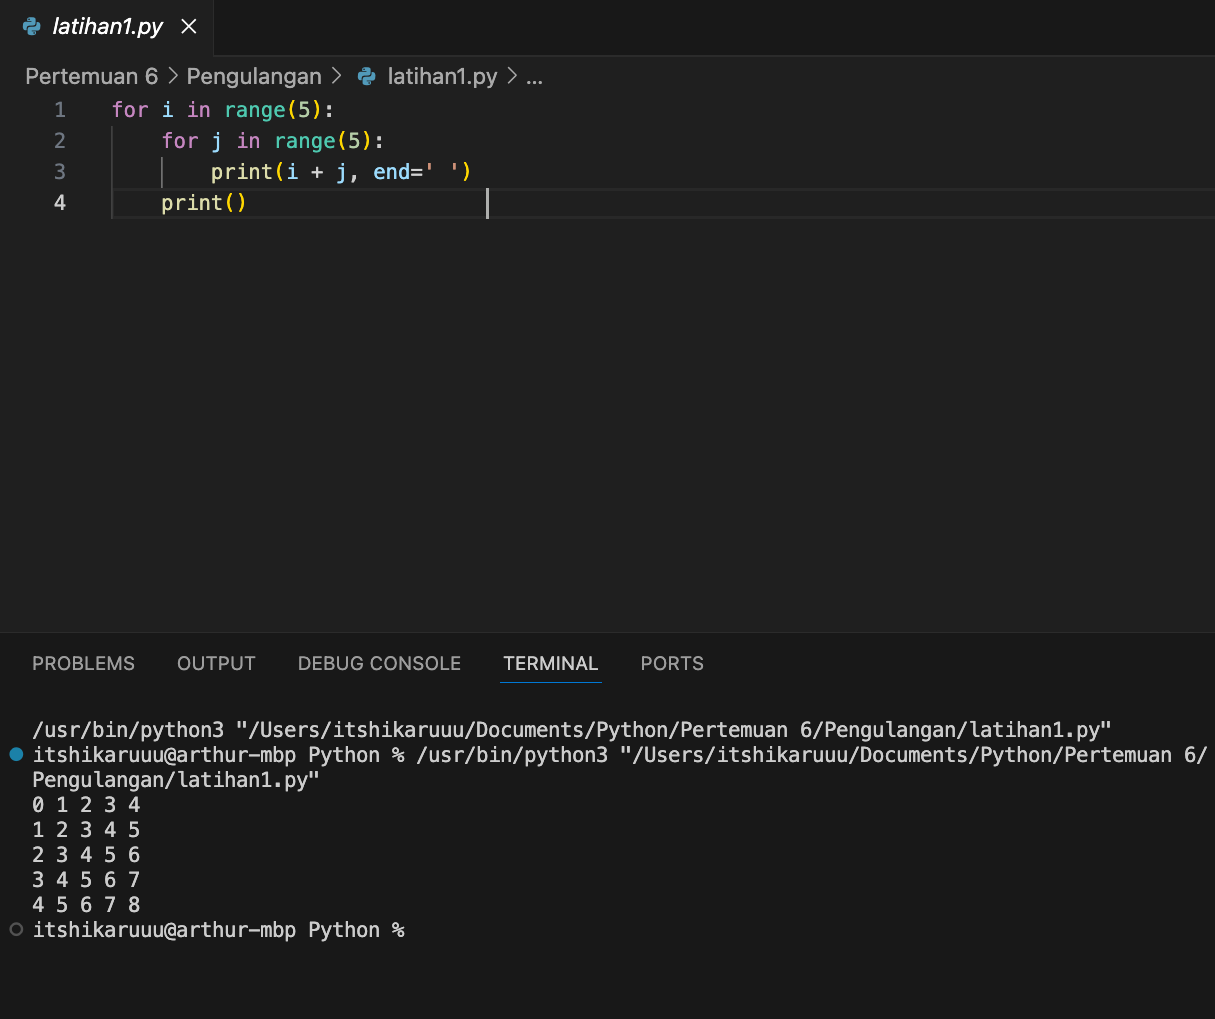 latihan1.py
Pertemuan 6 > Pengulangan > latihan1.py > ...
1 for i in range(5):
2     for j in range(5):
3         print(i + j, end=' ')
4     print()
PROBLEMS OUTPUT DEBUG CONSOLE TERMINAL PORTS
/usr/bin/python3 "/Users/itshikaruuu/Documents/Python/Pertemuan 6/Pengulangan/latihan1.py"
itshikaruuu@arthur-mbp Python % /usr/bin/python3 "/Users/itshikaruuu/Documents/Python/Pertemuan 6/
Pengulangan/latihan1.py"
0 1 2 3 4
1 2 3 4 5
2 3 4 5 6
3 4 5 6 7
4 5 6 7 8
itshikaruuu@arthur-mbp Python %